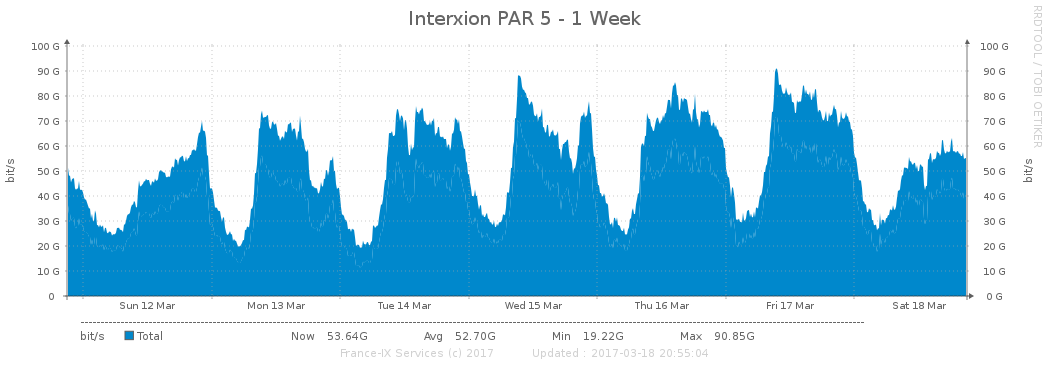 Interxion PAR 5 - 1 Week
RRDTOOL / TOBI OETIKER
100 G 100 G
90 G 90 G
80 G 80 G
70 G 70 G
60 G 60 G
50 G 50 G
40 G 40 G
30 G 30 G
20 G 20 G
10 G 10 G
0 0 G
bit/s bit/s
Sun 12 Mar Mon 13 Mar Tue 14 Mar Wed 15 Mar Thu 16 Mar Fri 17 Mar Sat 18 Mar
bit/s Total Now 53.64G Avg 52.70G Min 19.22G Max 90.85G
France-IX Services (c) 2017 Updated : 2017-03-18 20:55:04